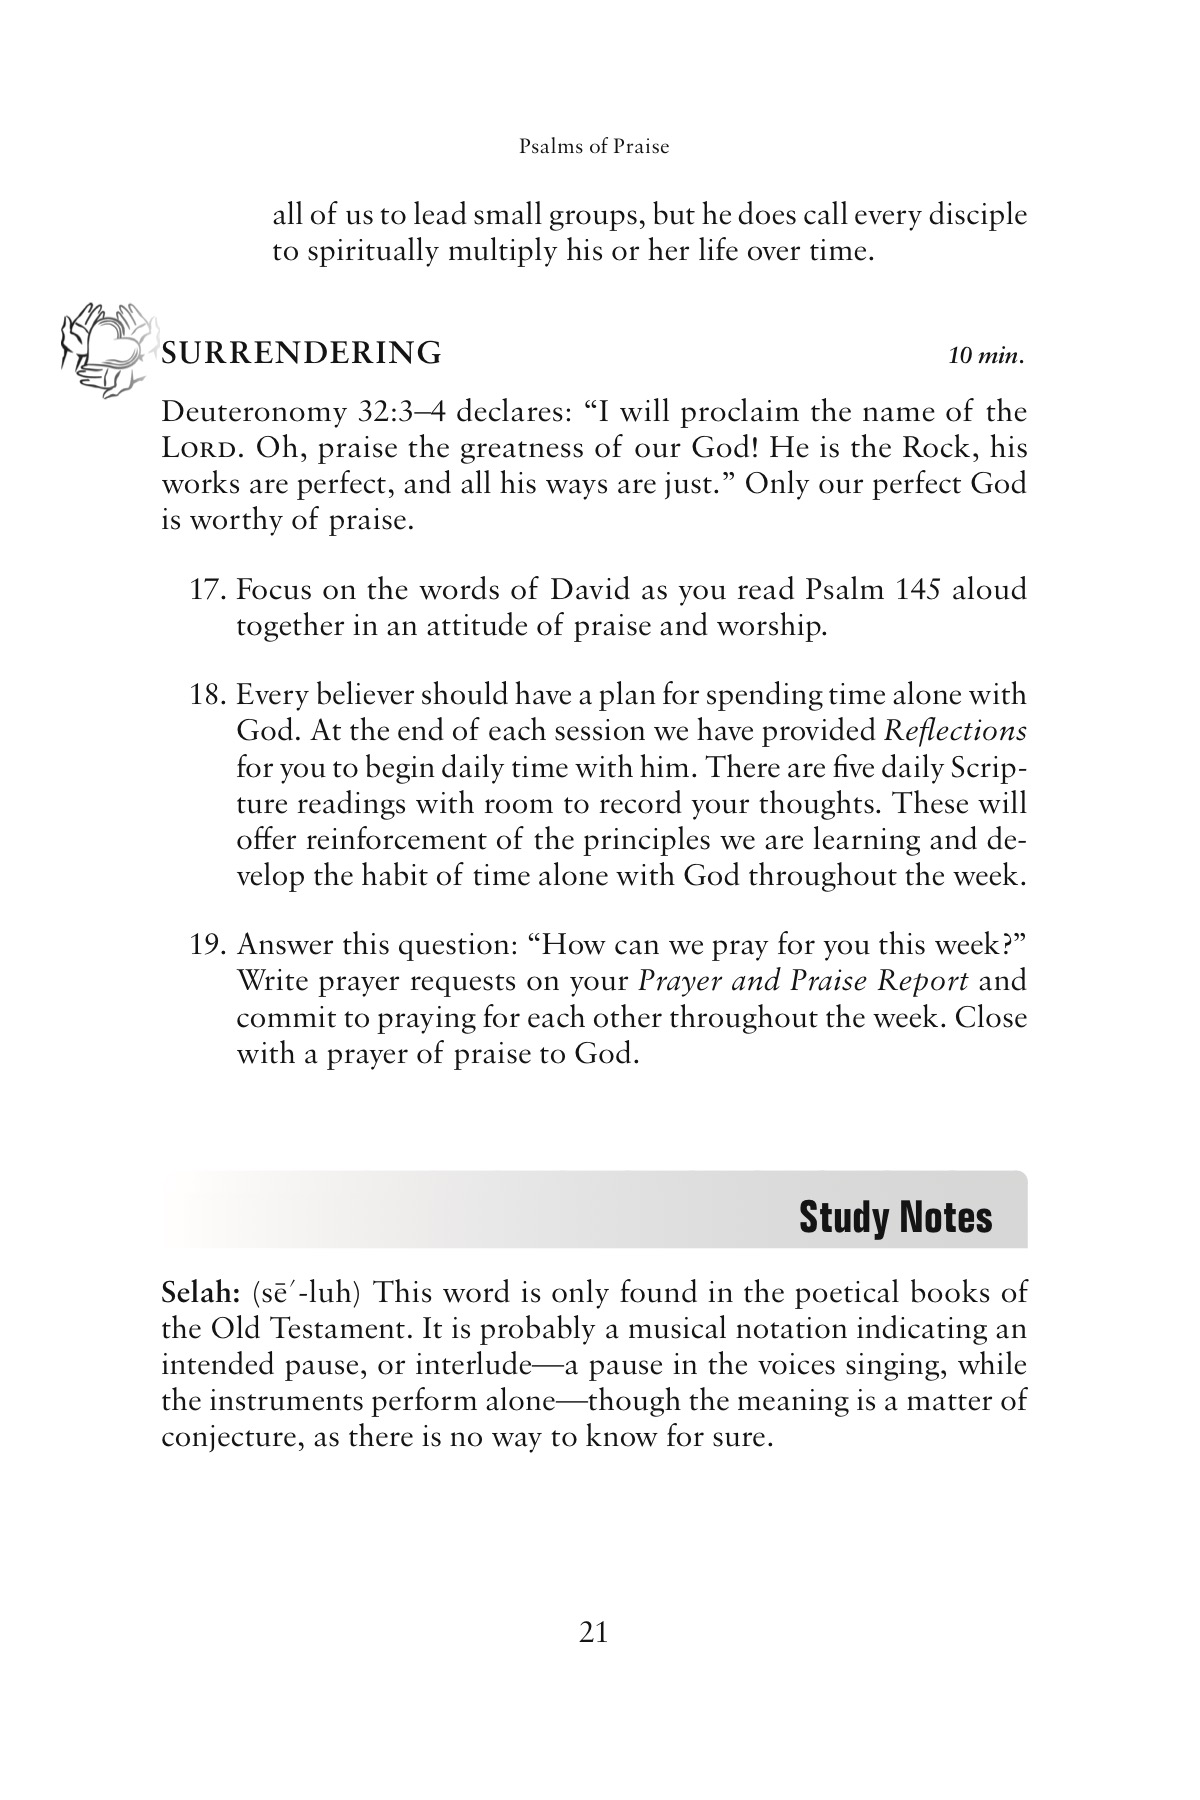 Psalms of Praise
all of us to lead small groups, but he does call every disciple
to spiritually multiply his or her life over time.
SURRENDERING 10 min.
Deuteronomy 32:3–4 declares: “I will proclaim the name of the
LORD. Oh, praise the greatness of our God! He is the Rock, his
works are perfect, and all his ways are just.” Only our perfect God
is worthy of praise.
17. Focus on the words of David as you read Psalm 145 aloud
together in an attitude of praise and worship.
18. Every believer should have a plan for spending time alone with
God. At the end of each session we have provided Reflections
for you to begin daily time with him. There are five daily Scrip-
ture readings with room to record your thoughts. These will
offer reinforcement of the principles we are learning and de-
velop the habit of time alone with God throughout the week.
19. Answer this question: “How can we pray for you this week?”
Write prayer requests on your Prayer and Praise Report and
commit to praying for each other throughout the week. Close
with a prayer of praise to God.
Study Notes
Selah: (sē′-luh) This word is only found in the poetical books of
the Old Testament. It is probably a musical notation indicating an
intended pause, or interlude—a pause in the voices singing, while
the instruments perform alone—though the meaning is a matter of
conjecture, as there is no way to know for sure.
21